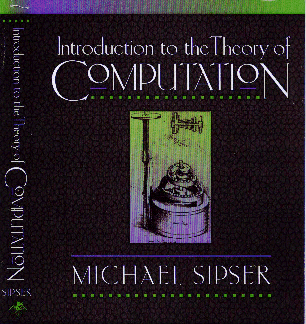 Introduction to the Theory of
COMPUTATION
MICHAEL SIPSER
Introduction to the Theory of
COMPUTATION
SIPSER